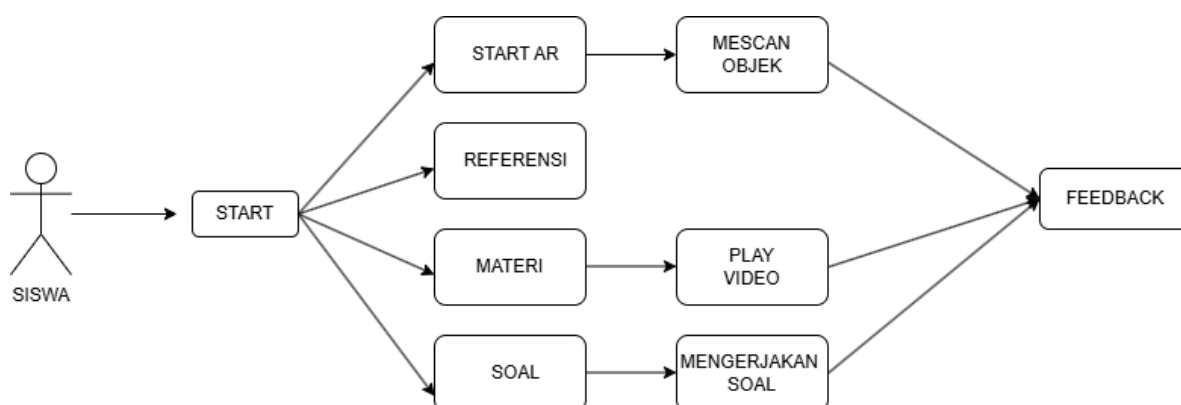 START AR
MESCAN
OBJEK
REFERENSI
START
FEEDBACK
MATERI
PLAY
VIDEO
SISWA
SOAL
MENGERJAKAN
SOAL